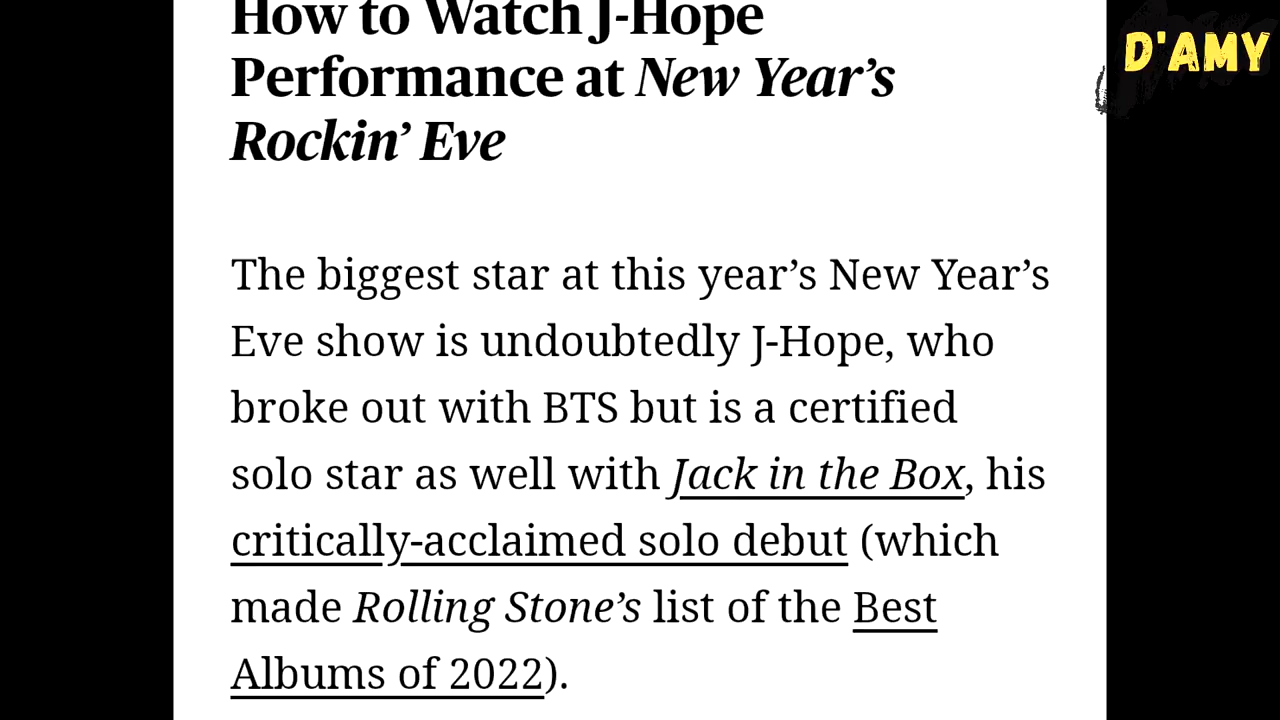 How to Watch J-Hope
Performance at New Year’s
Rockin’ Eve
The biggest star at this year’s New Year’s
Eve show is undoubtedly J-Hope, who
broke out with BTS but is a certified
solo star as well with Jack in the Box, his
critically-acclaimed solo debut (which
made Rolling Stone’s list of the Best
Albums of 2022).
D'AMY